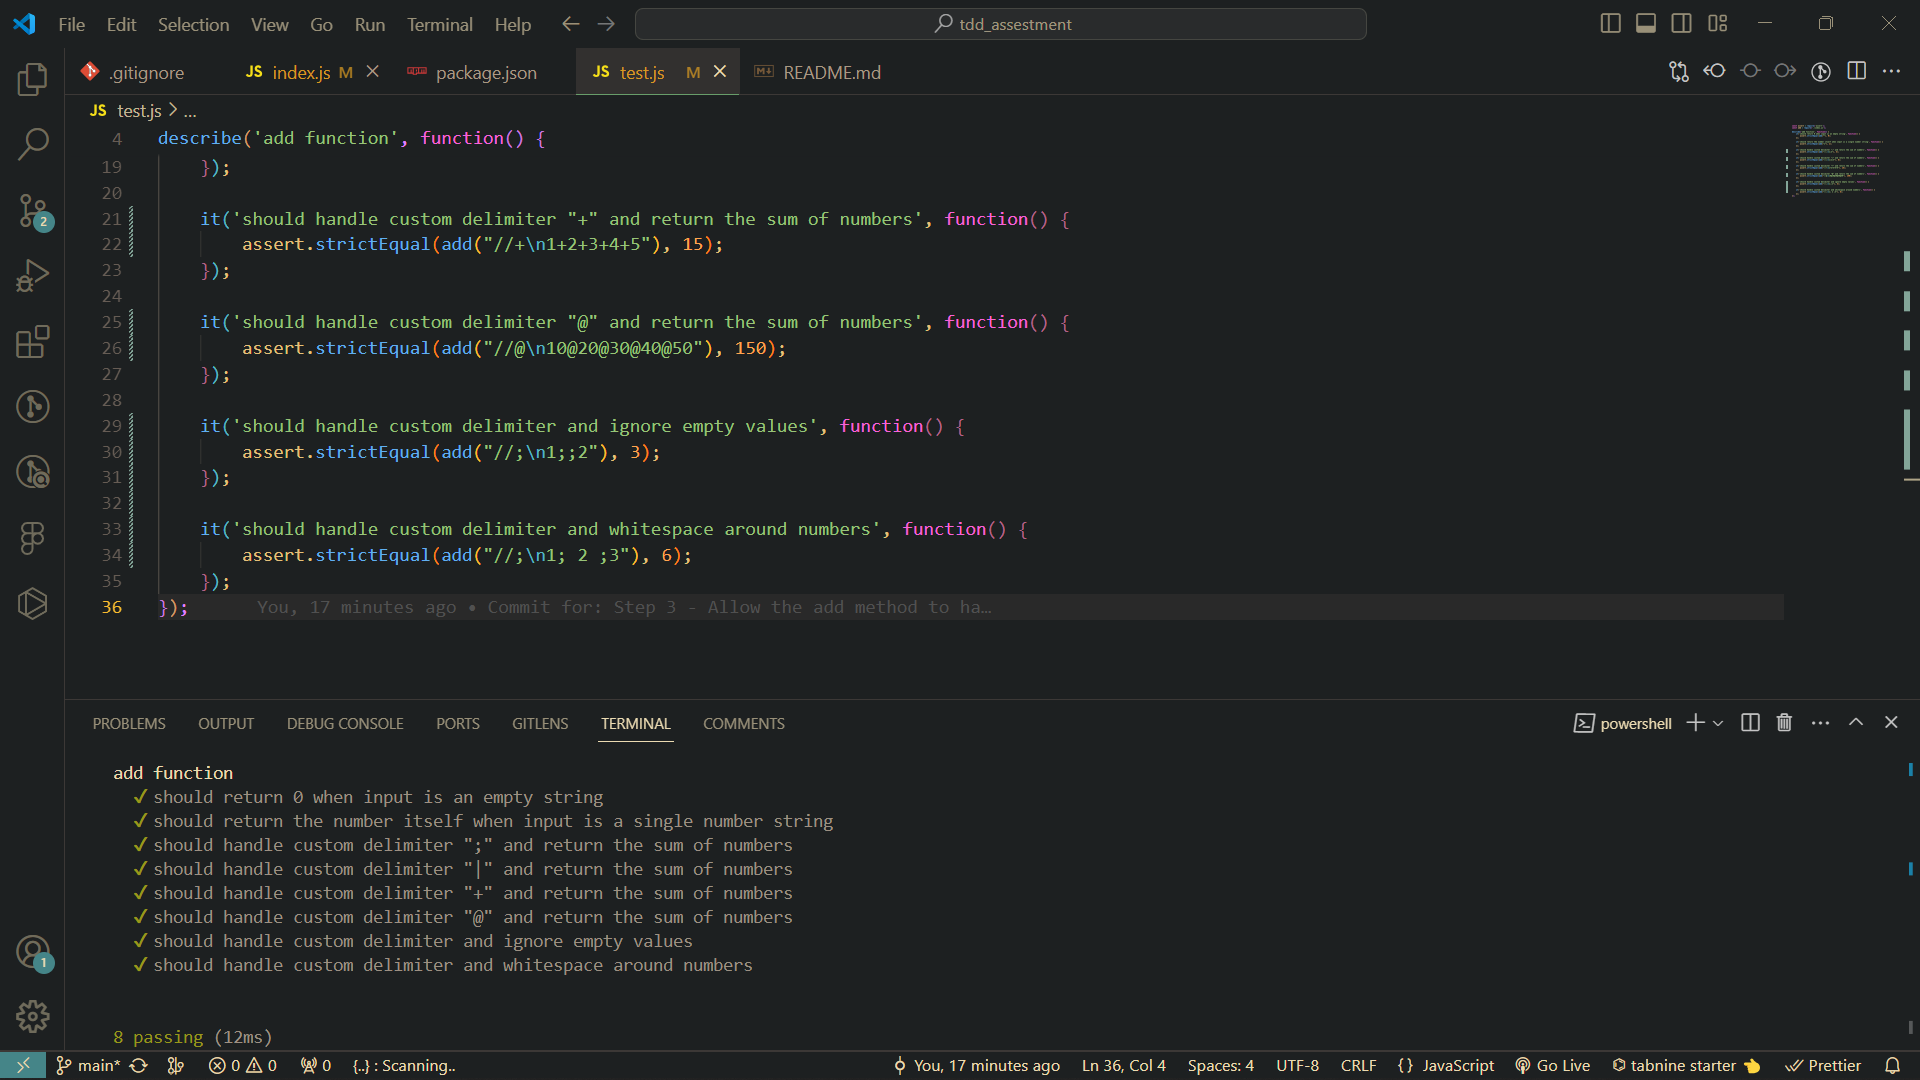 File Edit Selection View Go Run Terminal Help
tdd_assestment
.gitignore
JS index.js M
package.json
JS test.js M
README.md
JS test.js > ...
4 describe('add function', function() {
19 });
20
21 it('should handle custom delimiter "+" and return the sum of numbers', function() {
22 assert.strictEqual(add("//+\n1+2+3+4+5"), 15);
23 });
24
25 it('should handle custom delimiter "@" and return the sum of numbers', function() {
26 assert.strictEqual(add("//@\n10@20@30@40@50"), 150);
27 });
28
29 it('should handle custom delimiter and ignore empty values', function() {
30 assert.strictEqual(add("//;\n1;;2"), 3);
31 });
32
33 it('should handle custom delimiter and whitespace around numbers', function() {
34 assert.strictEqual(add("//;\n1; 2 ;3"), 6);
35 });
36 }); You, 17 minutes ago • Commit for: Step 3 - Allow the add method to ha…
2
1
PROBLEMS OUTPUT DEBUG CONSOLE PORTS GITLENS TERMINAL COMMENTS
powershell
add function
✓ should return 0 when input is an empty string
✓ should return the number itself when input is a single number string
✓ should handle custom delimiter ";" and return the sum of numbers
✓ should handle custom delimiter "|" and return the sum of numbers
✓ should handle custom delimiter "+" and return the sum of numbers
✓ should handle custom delimiter "@" and return the sum of numbers
✓ should handle custom delimiter and ignore empty values
✓ should handle custom delimiter and whitespace around numbers
8 passing (12ms)
main* 0 0 0 {..} : Scanning.. You, 17 minutes ago Ln 36, Col 4 Spaces: 4 UTF-8 CRLF {} JavaScript Go Live tabnine starter Prettier